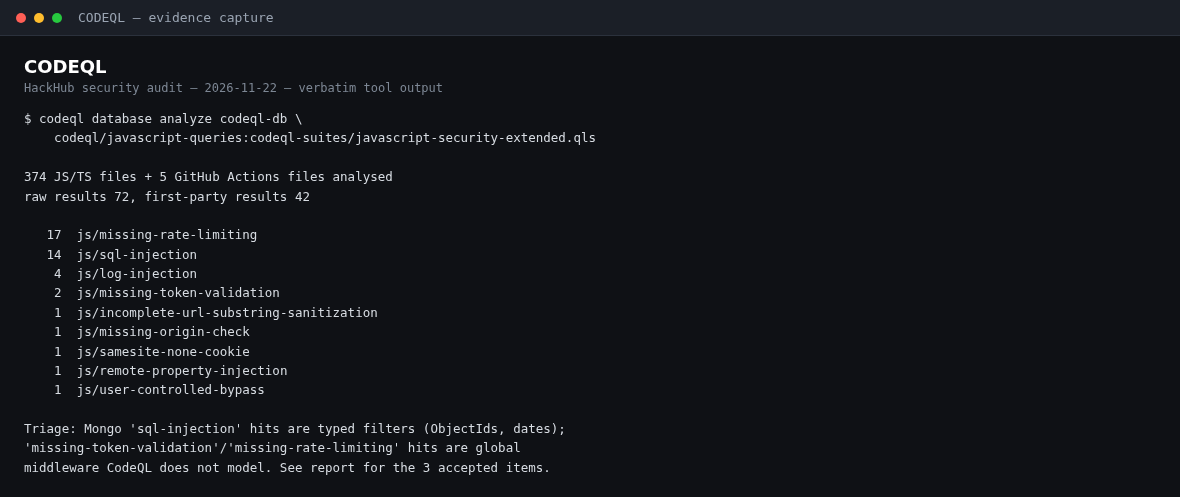 CODEQL — evidence capture
CODEQL
HackHub security audit — 2026-11-22 — verbatim tool output
$ codeql database analyze codeql-db \
    codeql/javascript-queries:codeql-suites/javascript-security-extended.qls
374 JS/TS files + 5 GitHub Actions files analysed
raw results 72, first-party results 42
   17  js/missing-rate-limiting
   14  js/sql-injection
    4  js/log-injection
    2  js/missing-token-validation
    1  js/incomplete-url-substring-sanitization
    1  js/missing-origin-check
    1  js/samesite-none-cookie
    1  js/remote-property-injection
    1  js/user-controlled-bypass
Triage: Mongo 'sql-injection' hits are typed filters (ObjectIds, dates);
'missing-token-validation'/'missing-rate-limiting' hits are global
middleware CodeQL does not model. See report for the 3 accepted items.